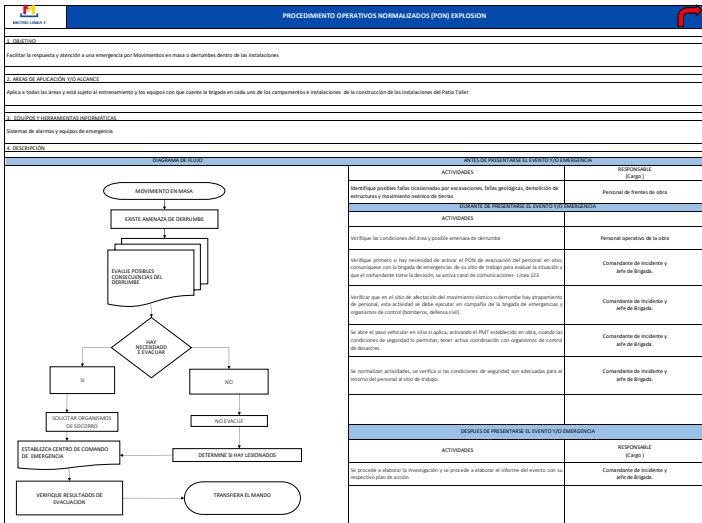 METRO LINEA 1
PROCEDIMIENTO OPERATIVOS NORMALIZADOS (PON) EXPLOSION
1. OBJETIVO
Facilitar la respuesta y atención a una emergencia por Movimientos en masa o derrumbes dentro de las instalaciones
2. AREAS DE APLICACIÓN Y/O ALCANCE
Aplica a todas las áreas y está sujeto al entrenamiento y los equipos con que cuente la brigada en cada uno de los campamentos e instalaciones de la construcción de las instalaciones del Patio Taller
3. EQUIPOS Y HERRAMIENTAS INFORMÁTICAS
Sistemas de alarmas y equipos de emergencia
4. DESCRIPCIÓN
DIAGRAMA DE FLUJO
MOVIMIENTO EN MASA
EXISTE AMENAZA DE DERRUMBE
EVALUE POSIBLES
CONSECUENCIAS DEL
DERRUMBE
HAY
NECESIDAD
E EVACUAR
SI
NO
SOLICITAR ORGANISMOS
DE SOCORRO
NO EVACUE
ESTABLEZCA CENTRO DE COMANDO
DE EMERGENCIA
DETERMINE SI HAY LESIONADOS
VERIFIQUE RESULTADOS DE
EVACUACION
TRANSFIERA EL MANDO
ANTES DE PRESENTARSE EL EVENTO Y/O EMERGENCIA
ACTIVIDADES
RESPONSABLE
(Cargo )
Identifique posibles fallas ocasionadas por excavaciones, fallas geológicas, demolición de
estructuras y movimiento neánico de tierras
Personal de frentes de obra
DURANTE DE PRESENTARSE EL EVENTO Y/O EMERGENCIA
ACTIVIDADES
Verifique las condiciones del área y posible amenaza de derrumbe
Personal operativo de la obra
Verifique primero si hay necesidad de activar el PON de evacuación del personal en sitio,
comuníquese con la brigada de emergencias de su sitio de trabajo para evaluar la situación y
que el comandante tome la decisión, se activa canal de comunicaciones- Línea 123
Comandante de Incidente y
Jefe de Brigada.
Verificar que en el sitio de afectación del movimiento sísmico o derrumbe hay atrapamiento
de personal, esta actividad se debe ejecutar en compañía de la brigada de emergencias y
organismos de control (bomberos, defensa civil).
Comandante de Incidente y
Jefe de Brigada.
Se abre el paso vehicular en sitio si aplica, activando el PMT establecido en obra, cuando las
condiciones de seguridad lo permitan, tener activa coordinación con organismos de control
de desastres.
Comandante de Incidente y
Jefe de Brigada.
Se normalizan actividades, se verifica si las condiciones de seguridad son adecuadas para el
retorno del personal al sitio de trabajo.
Comandante de Incidente y
Jefe de Brigada.
DESPUES DE PRESENTARSE EL EVENTO Y/O EMERGENCIA
ACTIVIDADES
RESPONSABLE
(Cargo )
Se procede a elaborar la investigación y se procede a elaborar el informe del evento con su
respectivo plan de acción.
Comandante de Incidente y
Jefe de Brigada.